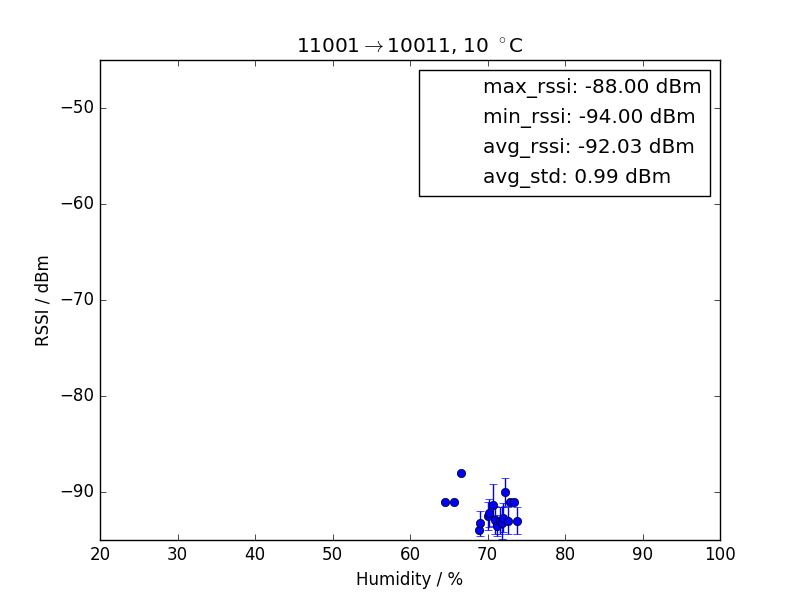 11001→10011, 10 °C
max_rssi: -88.00 dBm
min_rssi: -94.00 dBm
avg_rssi: -92.03 dBm
avg_std: 0.99 dBm
RSSI / dBm
−50
−60
−70
−80
−90
20 30 40 50 60 70 80 90 100
Humidity / %